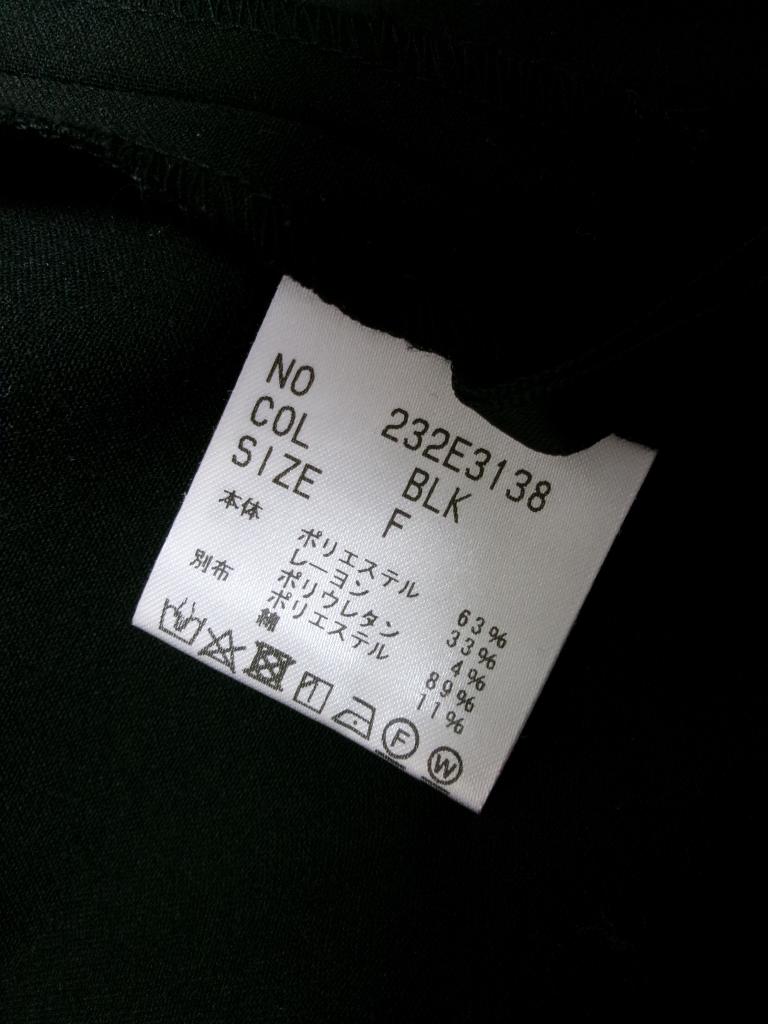 NO 232E3138
COL BLK
SIZE F
本体 ポリエステル 63%
レーヨン 33%
ポリウレタン 4%
別布 ポリエステル 89%
綿 11%
F W